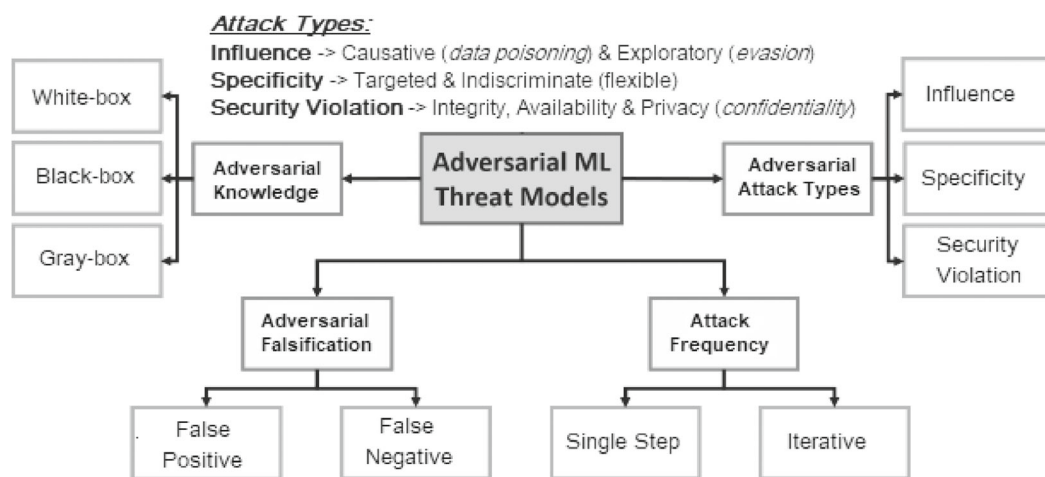 Attack Types:
Influence -> Causative (data poisoning) & Exploratory (evasion)
Specificity -> Targeted & Indiscriminate (flexible)
Security Violation -> Integrity, Availability & Privacy (confidentiality)
White-box
Black-box
Gray-box
Adversarial
Knowledge
Adversarial ML
Threat Models
Adversarial
Attack Types
Influence
Specificity
Security
Violation
Adversarial
Falsification
Attack
Frequency
False
Positive
False
Negative
Single Step
Iterative